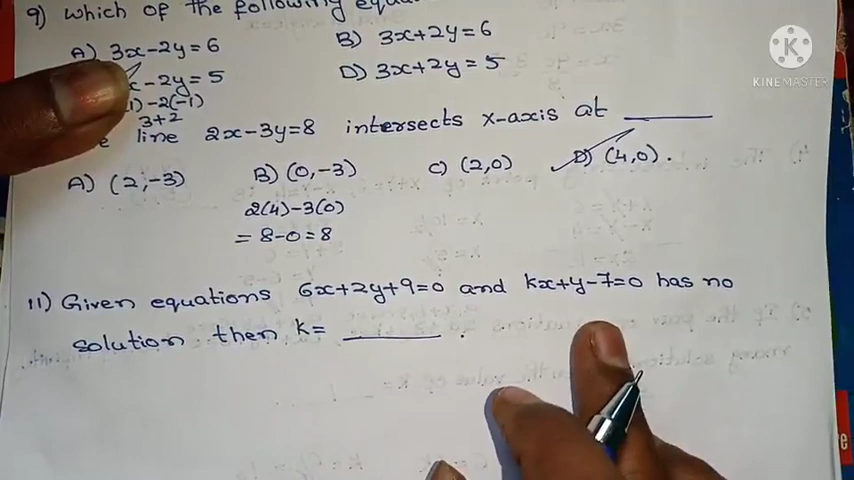 9) Which of the following equa
A) 3x-2y=6 B) 3x+2y=6
x-2y=5 D) 3x+2y=5
1)-2(-1)
3+2
line 2x-3y=8 intersects x-axis at ______
A) (2,-3) B) (0,-3) C) (2,0) D) (4,0).
2(4)-3(0)
= 8-0=8
11) Given equations 6x+2y+9=0 and kx+y-7=0 has no
solution then k= ______.
K
KINEMASTER